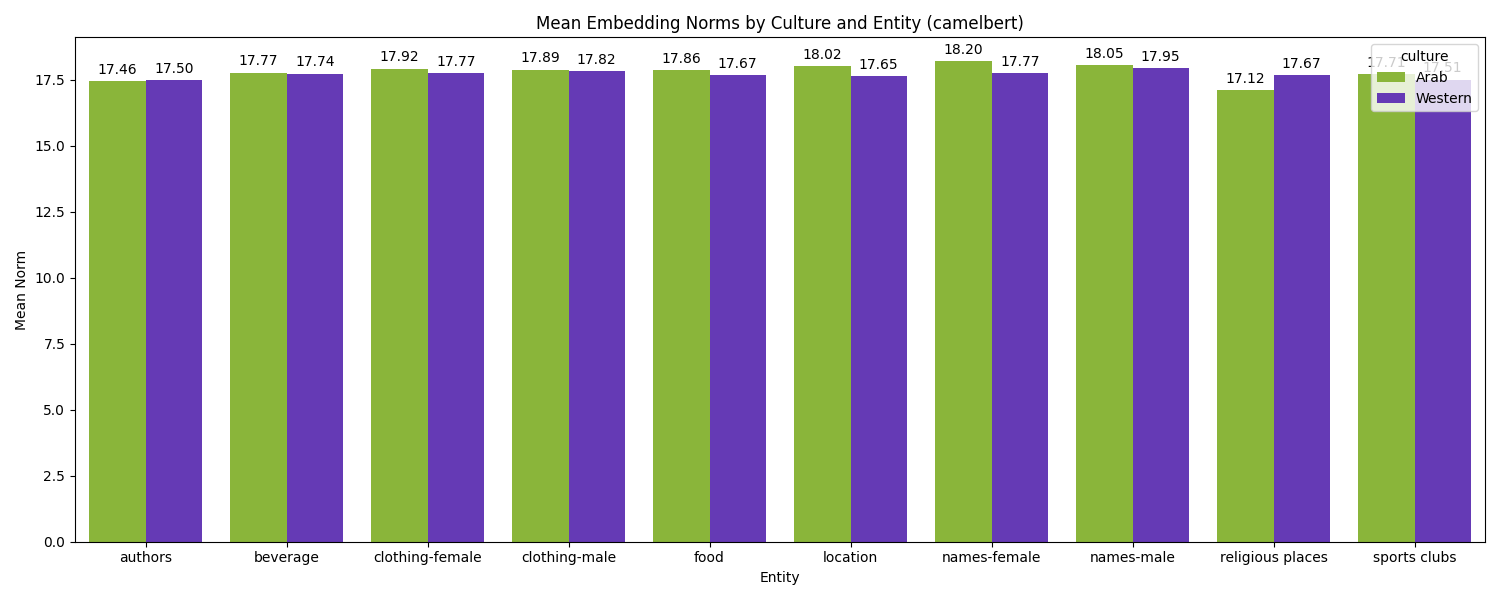 Mean Embedding Norms by Culture and Entity (camelbert)
17.46 17.50 17.77 17.74 17.92 17.77 17.89 17.82 17.86 17.67 18.02 17.65 18.20 17.77 18.05 17.95 17.12 17.67 17.71 17.51
culture
Arab
Western
Mean Norm
17.5
15.0
12.5
10.0
7.5
5.0
2.5
0.0
authors beverage clothing-female clothing-male food location names-female names-male religious places sports clubs
Entity